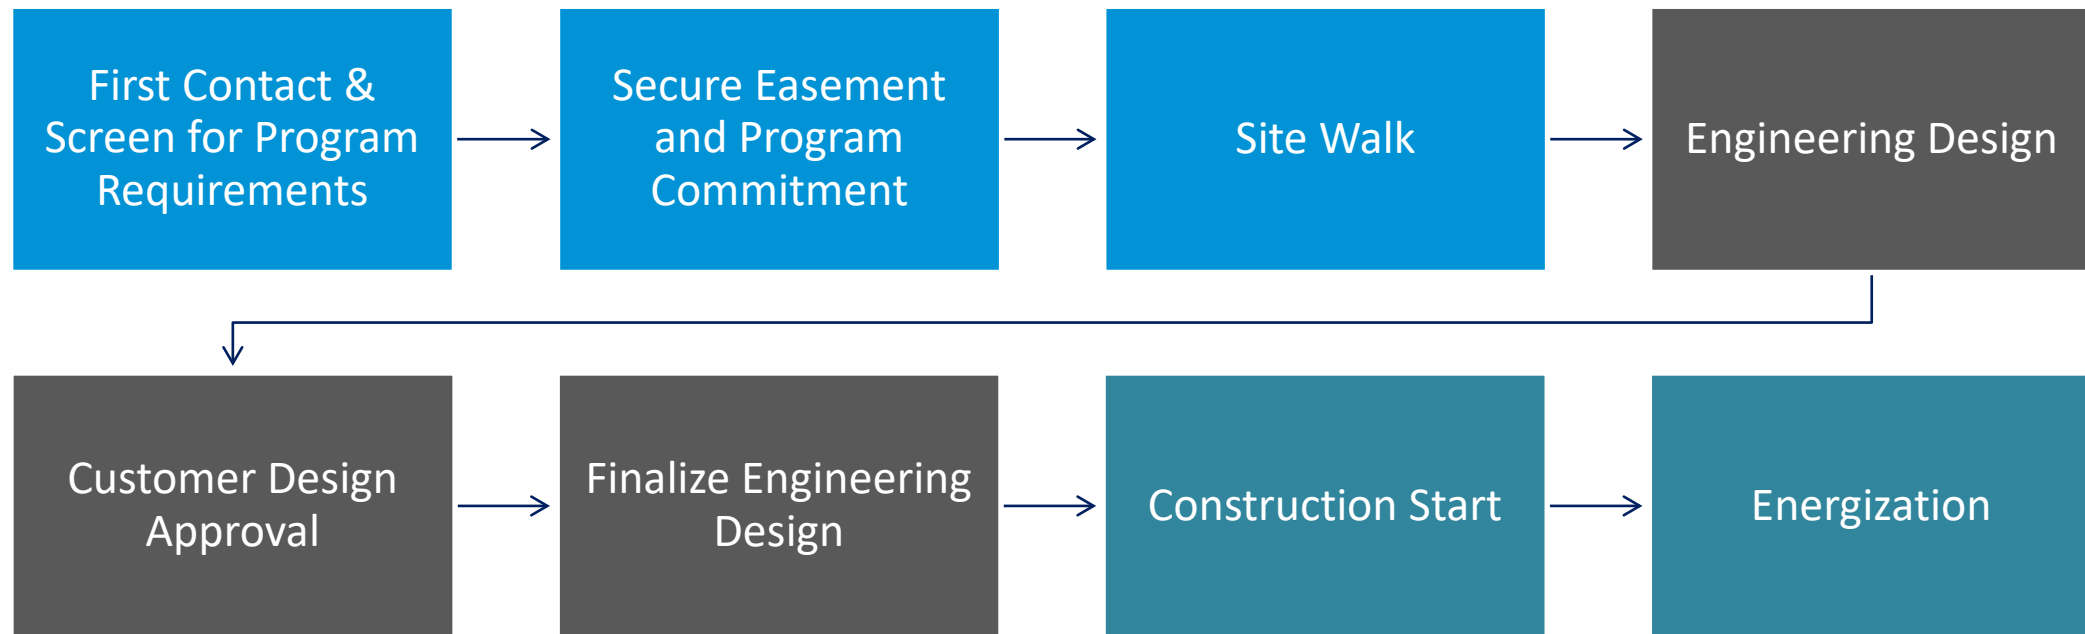 First Contact &
Screen for Program
Requirements
Secure Easement
and Program
Commitment
Site Walk
Engineering Design
Customer Design
Approval
Finalize Engineering
Design
Construction Start
Energization